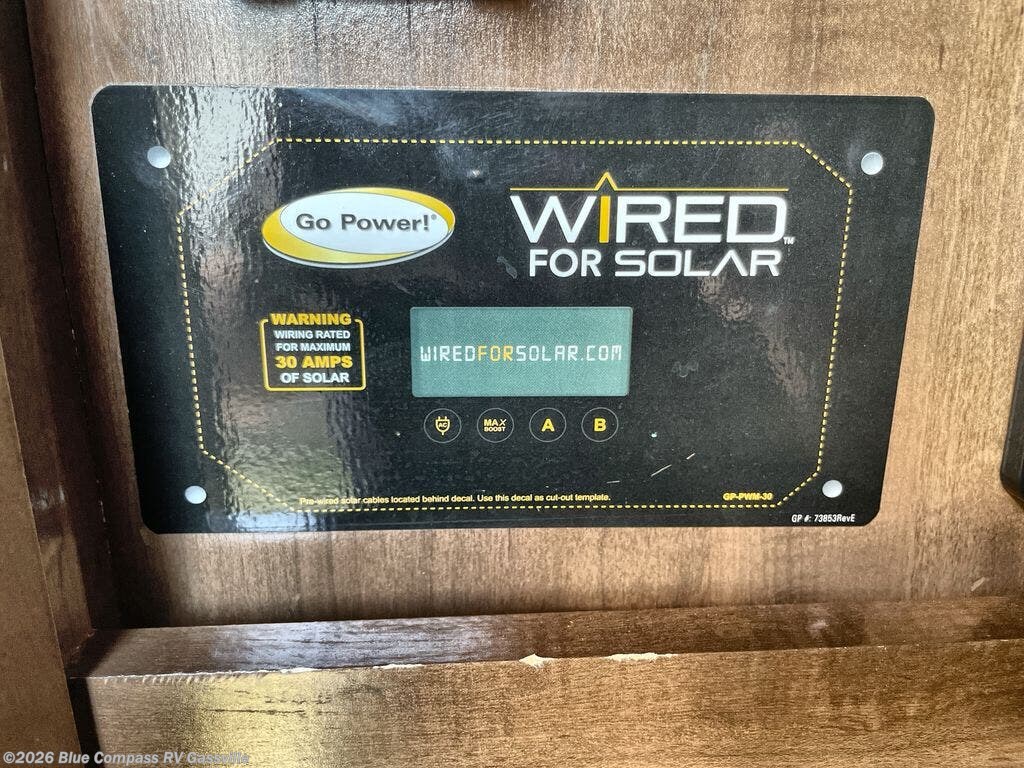 Go Power!®
WIRED™
FOR SOLAR
WARNING
WIRING RATED
FOR MAXIMUM
30 AMPS
OF SOLAR
WIREDFORSOLAR.COM
AC
MAX
BOOST
A
B
Pre-wired solar cables located behind decal. Use this decal as cut-out template.
GP-PWM-30
GP #: 73853RevE
©2026 Blue Compass RV Gassville